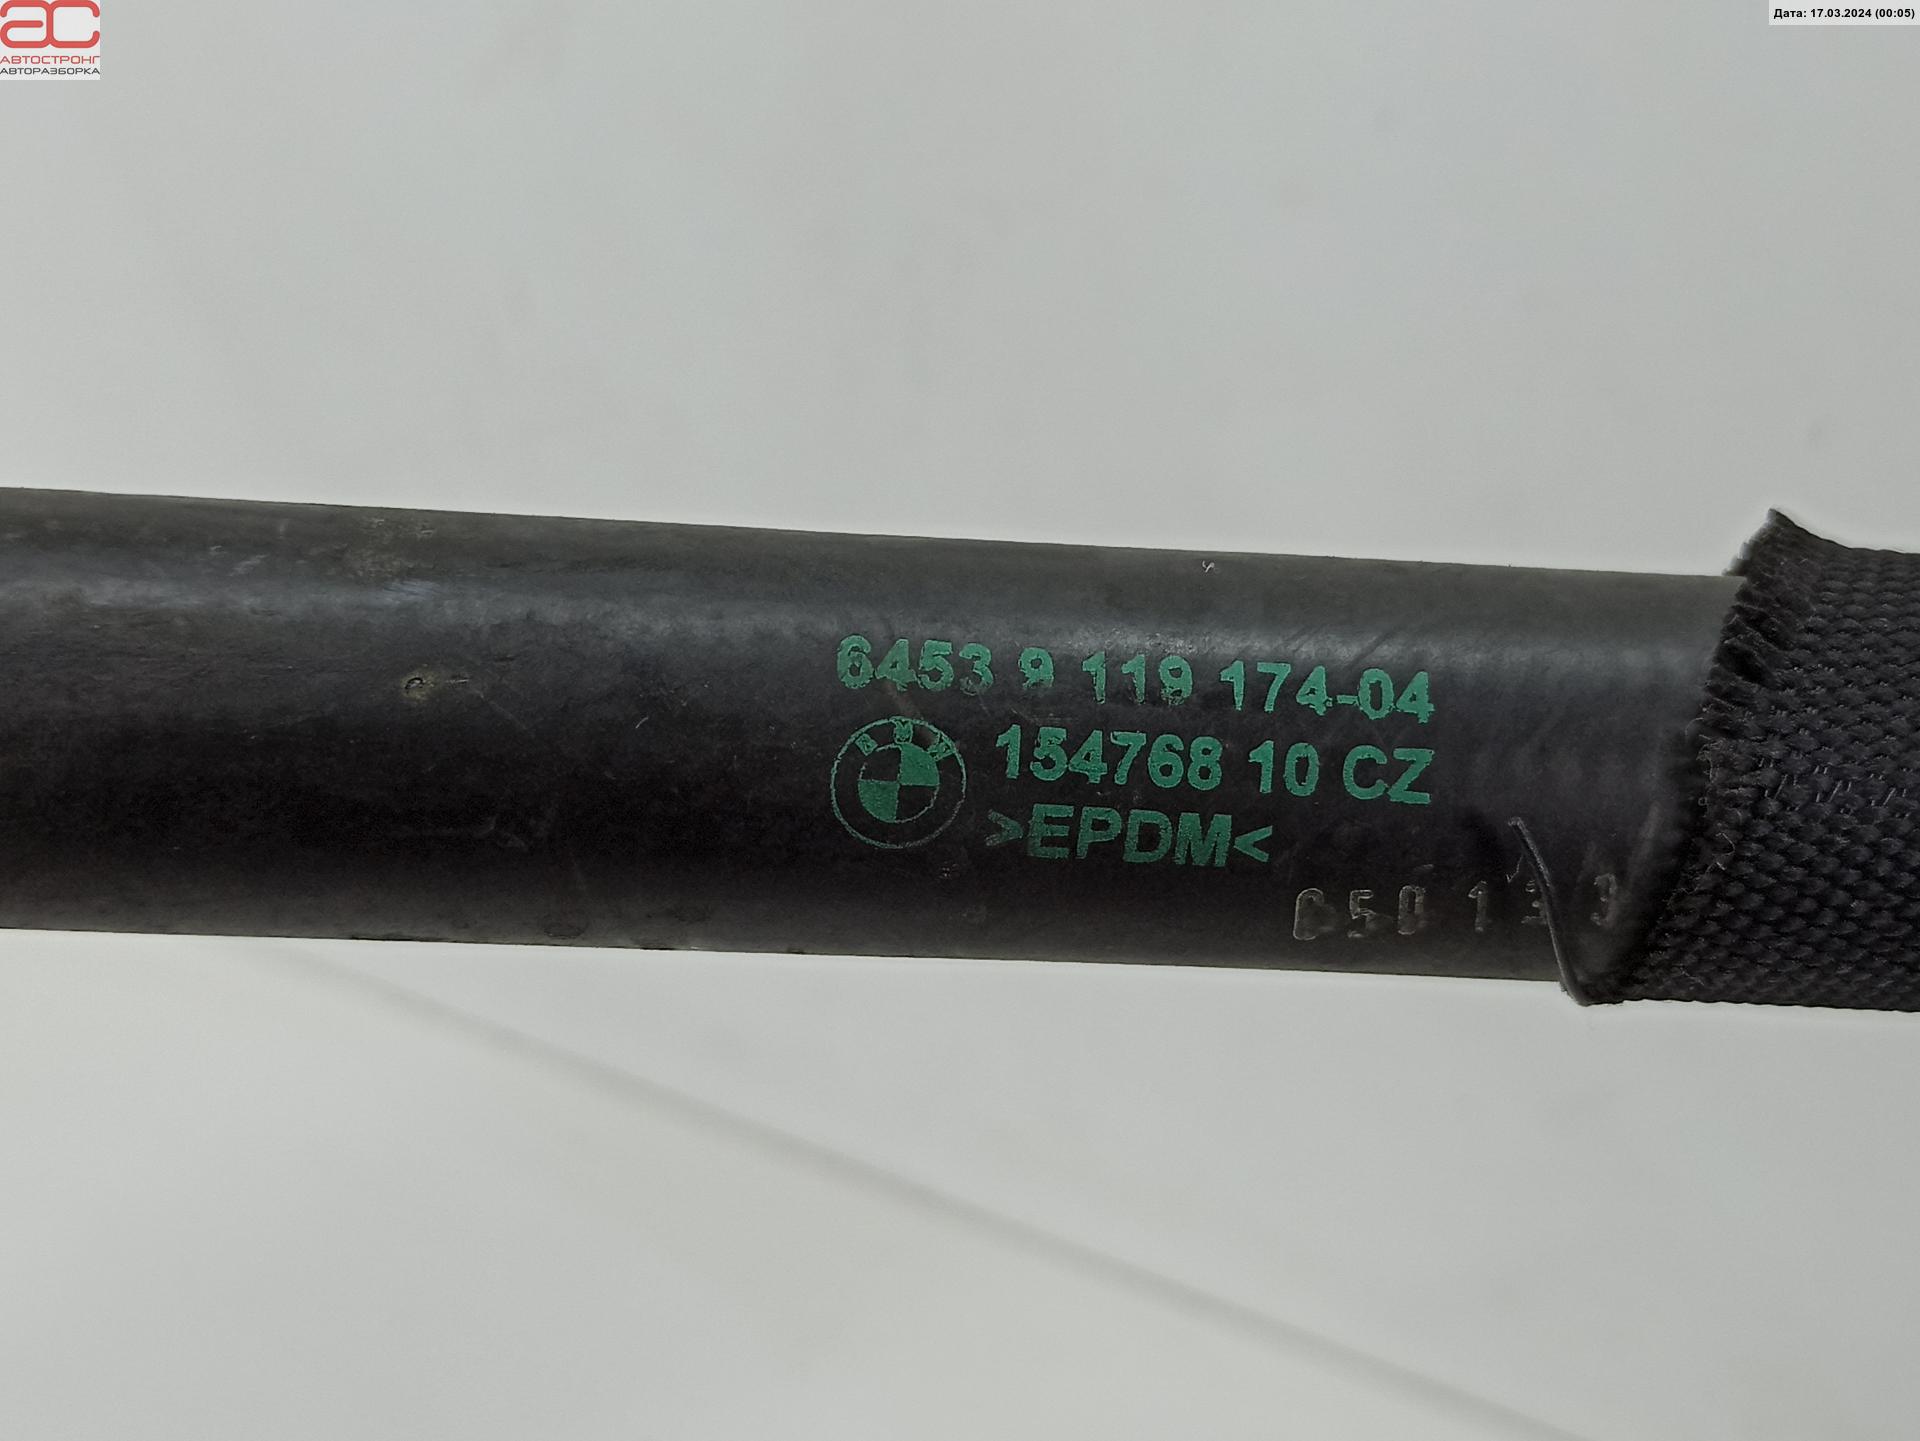 АВТОСТРОНГ
АВТОРАЗБОРКА
Дата: 17.03.2024 (00:05)
6453 9 119 174-04
BMW
154768 10 CZ
>EPDM<